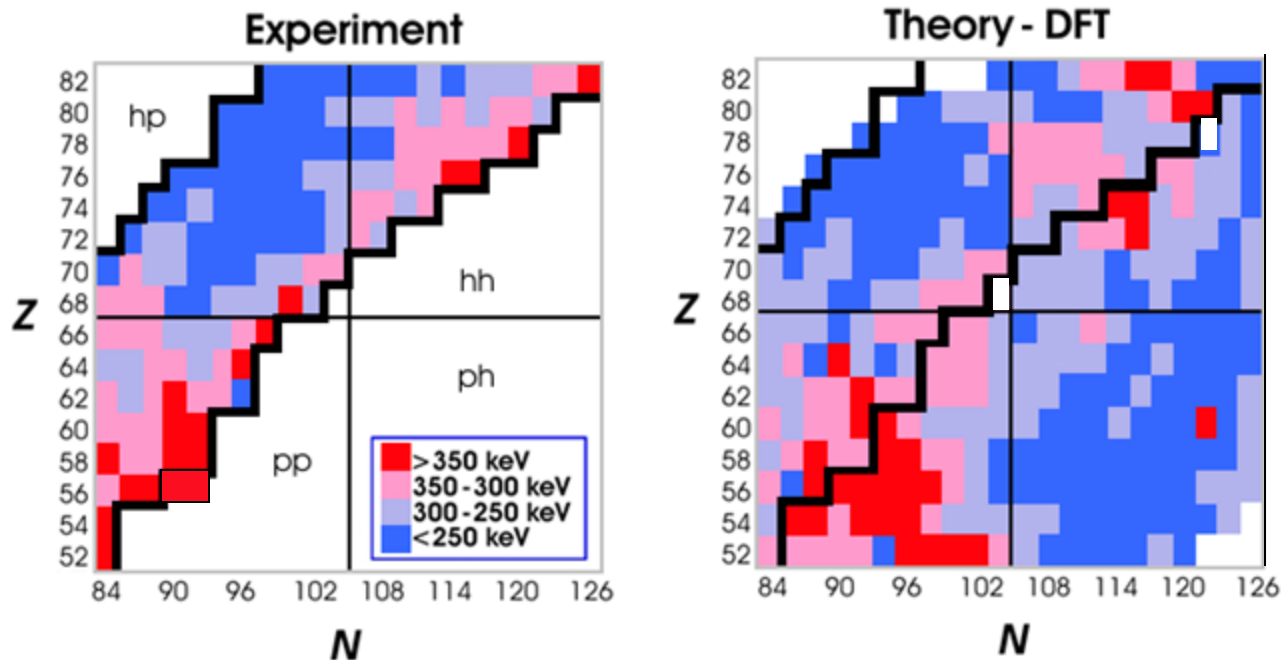 Experiment
82
80
78
76
74
72
70
68
66
64
62
60
58
56
54
52
Z
hp
hh
ph
pp
>350 keV
350-300 keV
300-250 keV
<250 keV
84 90 96 102 108 114 120 126
N
Theory - DFT
82
80
78
76
74
72
70
68
66
64
62
60
58
56
54
52
Z
84 90 96 102 108 114 120 126
N